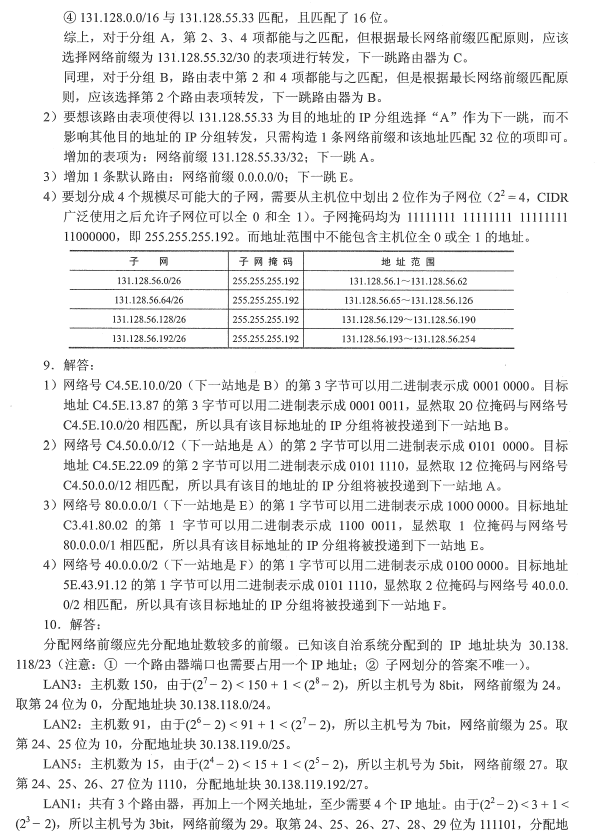 ④ 131.128.0.0/16 与 131.128.55.33 匹配，且匹配了 16 位。
综上，对于分组 A，第 2、3、4 项都能与之匹配，但根据最长网络前缀匹配原则，应该
选择网络前缀为 131.128.55.32/30 的表项进行转发，下一跳路由器为 C。
同理，对于分组 B，路由表中第 2 和 4 项都能与之匹配，但是根据最长网络前缀匹配原
则，应该选择第 2 个路由表项转发，下一跳路由器为 B。
2）要想该路由表项使得以 131.128.55.33 为目的地址的 IP 分组选择“A”作为下一跳，而不
影响其他目的地址的 IP 分组转发，只需构造 1 条网络前缀和该地址匹配 32 位的项即可。
增加的表项为：网络前缀 131.128.55.33/32；下一跳 A。
3）增加 1 条默认路由：网络前缀 0.0.0.0/0；下一跳 E。
4）要划分成 4 个规模尽可能大的子网，需要从主机位中划出 2 位作为子网位（2² = 4，CIDR
广泛使用之后允许子网位可以全 0 和全 1）。子网掩码均为 11111111 11111111 11111111
11000000，即 255.255.255.192。而地址范围中不能包含主机位全 0 或全 1 的地址。
子 网 子 网 掩 码 地 址 范 围
131.128.56.0/26 255.255.255.192 131.128.56.1～131.128.56.62
131.128.56.64/26 255.255.255.192 131.128.56.65～131.128.56.126
131.128.56.128/26 255.255.255.192 131.128.56.129～131.128.56.190
131.128.56.192/26 255.255.255.192 131.128.56.193～131.128.56.254
9．解答：
1）网络号 C4.5E.10.0/20（下一站地是 B）的第 3 字节可以用二进制表示成 0001 0000。目标
地址 C4.5E.13.87 的第 3 字节可以用二进制表示成 0001 0011，显然取 20 位掩码与网络号
C4.5E.10.0/20 相匹配，所以具有该目标地址的 IP 分组将被投递到下一站地 B。
2）网络号 C4.50.0.0/12（下一站地是 A）的第 2 字节可以用二进制表示成 0101 0000。目标
地址 C4.5E.22.09 的第 2 字节可以用二进制表示成 0101 1110，显然取 12 位掩码与网络号
C4.50.0.0/12 相匹配，所以具有该目的地址的 IP 分组将被投递到下一站地 A。
3）网络号 80.0.0.0/1（下一站地是 E）的第 1 字节可以用二进制表示成 1000 0000。目标地址
C3.41.80.02 的第 1 字节可以用二进制表示成 1100 0011，显然取 1 位掩码与网络号
80.0.0.0/1 相匹配，所以具有该目标地址的 IP 分组将被投递到下一站地 E。
4）网络号 40.0.0.0/2（下一站地是 F）的第 1 字节可以用二进制表示成 0100 0000。目标地址
5E.43.91.12 的第 1 字节可以用二进制表示成 0101 1110，显然取 2 位掩码与网络号 40.0.0.
0/2 相匹配，所以具有该目标地址的 IP 分组将被投递到下一站地 F。
10．解答：
分配网络前缀应先分配地址数较多的前缀。已知该自治系统分配到的 IP 地址块为 30.138.
118/23（注意：① 一个路由器端口也需要占用一个 IP 地址；② 子网划分的答案不唯一）。
LAN3：主机数 150，由于(2⁷ − 2) < 150 + 1 < (2⁸ − 2)，所以主机号为 8bit，网络前缀为 24。
取第 24 位为 0，分配地址块 30.138.118.0/24。
LAN2：主机数 91，由于(2⁶ − 2) < 91 + 1 < (2⁷ − 2)，所以主机号为 7bit，网络前缀为 25。取
第 24、25 位为 10，分配地址块 30.138.119.0/25。
LAN5：主机数为 15，由于(2⁴ − 2) < 15 + 1 < (2⁵ − 2)，所以主机号为 5bit，网络前缀 27。取
第 24、25、26、27 位为 1110，分配地址块 30.138.119.192/27。
LAN1：共有 3 个路由器，再加上一个网关地址，至少需要 4 个 IP 地址。由于(2² − 2) < 3 + 1 <
(2³ − 2)，所以主机号为 3bit，网络前缀为 29。取第 24、25、26、27、28、29 位为 111101，分配地